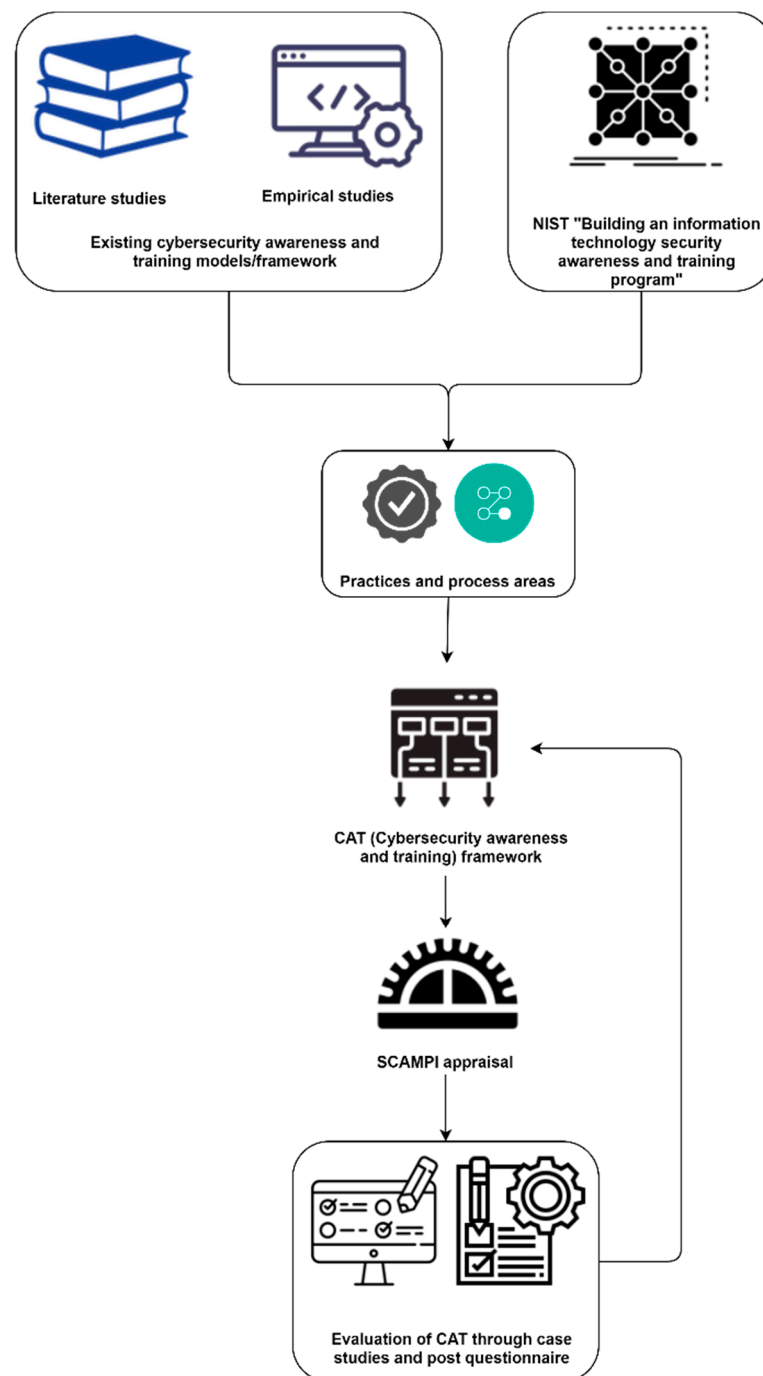 Literature studies
Empirical studies
Existing cybersecurity awareness and
training models/framework
NIST "Building an information
technology security
awareness and training
program"
Practices and process areas
CAT (Cybersecurity awareness
and training) framework
SCAMPI appraisal
Evaluation of CAT through case
studies and post questionnaire